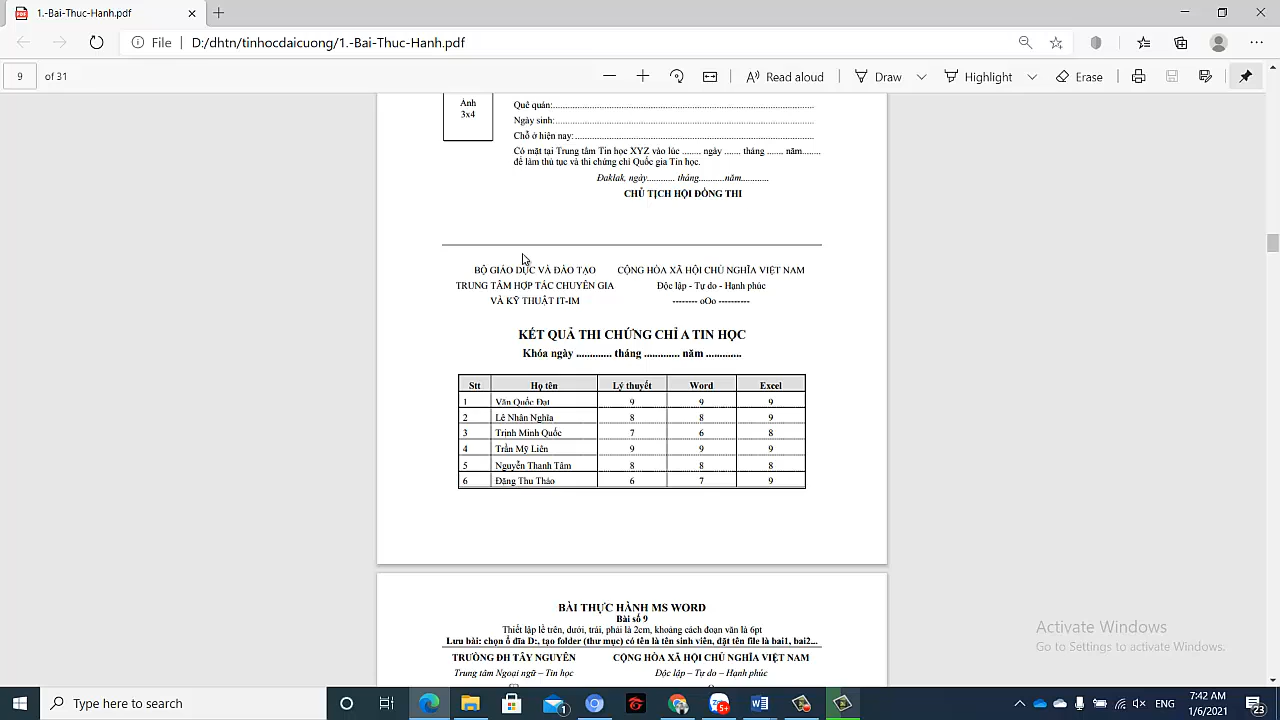 1.-Bai-Thuc-Hanh.pdf
File | D:/dhtn/tinhocdaicuong/1.-Bai-Thuc-Hanh.pdf
9 of 31 Read aloud Draw Highlight Erase
Ảnh
3x4
Quê quán:
Ngày sinh:
Chỗ ở hiện nay:
Có mặt tại Trung tâm Tin học XYZ vào lúc ........ ngày ....... tháng ....... năm........
để làm thủ tục và thi chứng chỉ Quốc gia Tin học.
Đaklak, ngày............ tháng...........năm............
CHỦ TỊCH HỘI ĐỒNG THI
BỘ GIÁO DỤC VÀ ĐÀO TẠO CỘNG HÒA XÃ HỘI CHỦ NGHĨA VIỆT NAM
TRUNG TÂM HỢP TÁC CHUYÊN GIA Độc lập - Tự do - Hạnh phúc
VÀ KỸ THUẬT IT-IM -------- oOo ----------
KẾT QUẢ THI CHỨNG CHỈ A TIN HỌC
Khóa ngày ............ tháng ............ năm ............
Stt Họ tên Lý thuyết Word Excel
1 Văn Quốc Đạt 9 9 9
2 Lê Nhân Nghĩa 8 8 9
3 Trịnh Minh Quốc 7 6 8
4 Trần Mỹ Liên 9 9 9
5 Nguyễn Thanh Tâm 8 8 8
6 Đặng Thu Thảo 6 7 9
BÀI THỰC HÀNH MS WORD
Bài số 9
Thiết lập lề trên, dưới, trái, phải là 2cm, khoảng cách đoạn văn là 6pt
Lưu bài: chọn ổ đĩa D:, tạo folder (thư mục) có tên là tên sinh viên, đặt tên file là bai1, bai2...
TRƯỜNG ĐH TÂY NGUYÊN CỘNG HÒA XÃ HỘI CHỦ NGHĨA VIỆT NAM
Trung tâm Ngoại ngữ – Tin học Độc lập – Tự do – Hạnh phúc
Activate Windows
Go to Settings to activate Windows.
Type here to search
1
5+
ENG
7:42 AM
1/6/2021
23